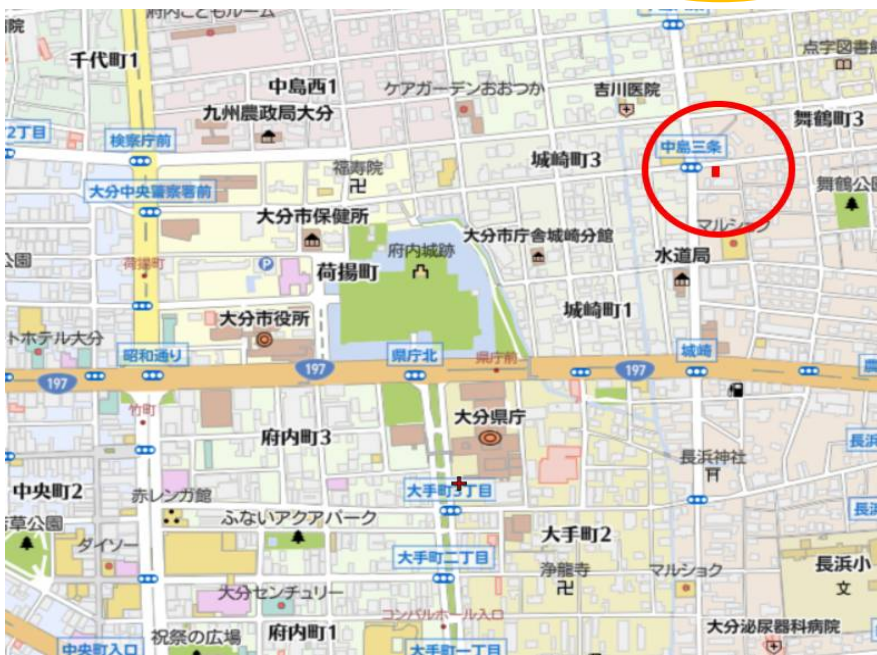 府内こどもルーム
院
千代町1
点字図書館
中島西1
ケアガーデンおおつか
吉川医院
九州農政局大分
舞鶴町3
2丁目
検察庁前
中島三条
福寿院
城崎町3
大分中央警察署前
舞鶴公園
大分市保健所
マルショク
大分市庁舎城崎分館
府内城跡
水道局
公園
荷揚町
荷揚町
城崎町1
大分市役所
トホテル大分
昭和通り
県庁北
県庁前
城崎
197
197
197
竹町
大分県庁
府内町3
長浜神社
中央町2
赤レンガ館
大手町3丁目
ふないアクアパーク
若草公園
大手町2
ダイソー
大手町二丁目
浄龍寺
マルショク
長浜小
文
大分センチュリー
コンパルホール入口
祝祭の広場
府内町1
大分泌尿器科病院
中央町入口
大手町一丁目